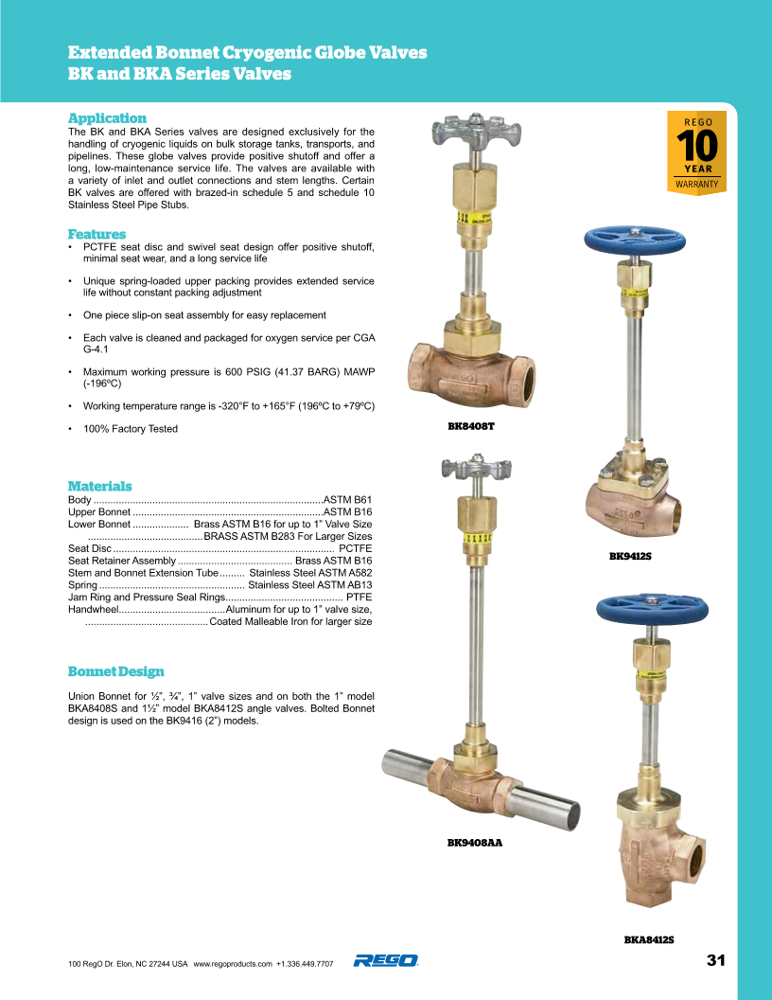 Extended Bonnet Cryogenic Globe Valves
BK and BKA Series Valves
Application
The BK and BKA Series valves are designed exclusively for the
handling of cryogenic liquids on bulk storage tanks, transports, and
pipelines. These globe valves provide positive shutoff and offer a
long, low-maintenance service life. The valves are available with
a variety of inlet and outlet connections and stem lengths. Certain
BK valves are offered with brazed-in schedule 5 and schedule 10
Stainless Steel Pipe Stubs.
Features
• PCTFE seat disc and swivel seat design offer positive shutoff,
minimal seat wear, and a long service life
• Unique spring-loaded upper packing provides extended service
life without constant packing adjustment
• One piece slip-on seat assembly for easy replacement
• Each valve is cleaned and packaged for oxygen service per CGA
G-4.1
• Maximum working pressure is 600 PSIG (41.37 BARG) MAWP
(-196ºC)
• Working temperature range is -320°F to +165°F (196ºC to +79ºC)
• 100% Factory Tested
Materials
Body ..................................................................................ASTM B61
Upper Bonnet ....................................................................ASTM B16
Lower Bonnet .................... Brass ASTM B16 for up to 1” Valve Size
.........................................BRASS ASTM B283 For Larger Sizes
Seat Disc ............................................................................... PCTFE
Seat Retainer Assembly ......................................... Brass ASTM B16
Stem and Bonnet Extension Tube......... Stainless Steel ASTM A582
Spring .................................................... Stainless Steel ASTM AB13
Jam Ring and Pressure Seal Rings.......................................... PTFE
Handwheel......................................Aluminum for up to 1” valve size,
............................................Coated Malleable Iron for larger size
Bonnet Design
Union Bonnet for ½”, ¾”, 1” valve sizes and on both the 1” model
BKA8408S and 1½” model BKA8412S angle valves. Bolted Bonnet
design is used on the BK9416 (2”) models.
REGO
10
YEAR
WARRANTY
BK8408T
BK9412S
BK9408AA
BKA8412S
100 RegO Dr. Elon, NC 27244 USA www.regoproducts.com +1.336.449.7707
REGO
31